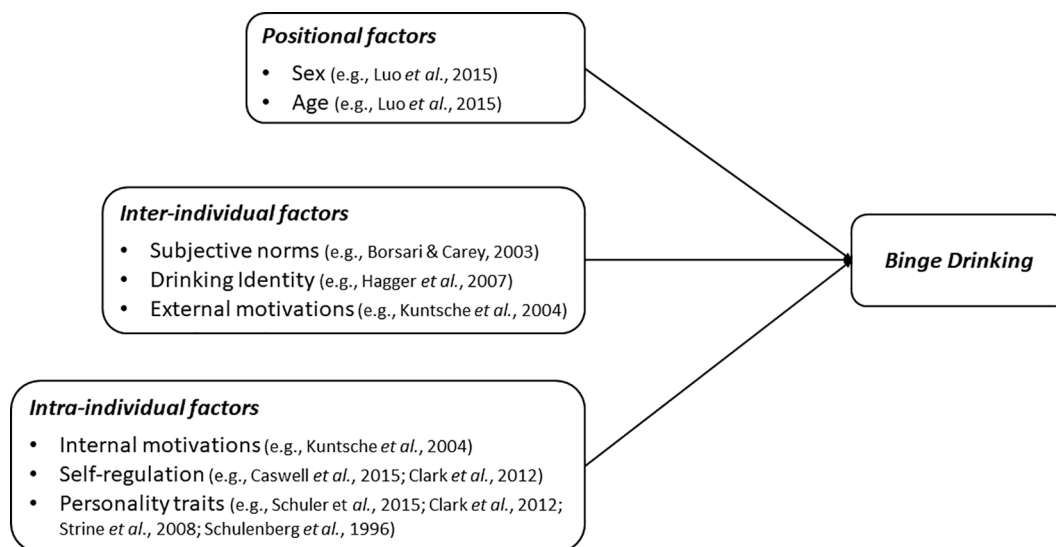 Positional factors
• Sex (e.g., Luo et al., 2015)
• Age (e.g., Luo et al., 2015)
Inter-individual factors
• Subjective norms (e.g., Borsari & Carey, 2003)
• Drinking Identity (e.g., Hagger et al., 2007)
• External motivations (e.g., Kuntsche et al., 2004)
Binge Drinking
Intra-individual factors
• Internal motivations (e.g., Kuntsche et al., 2004)
• Self-regulation (e.g., Caswell et al., 2015; Clark et al., 2012)
• Personality traits (e.g., Schuler et al., 2015; Clark et al., 2012;
Strine et al., 2008; Schulenberg et al., 1996)